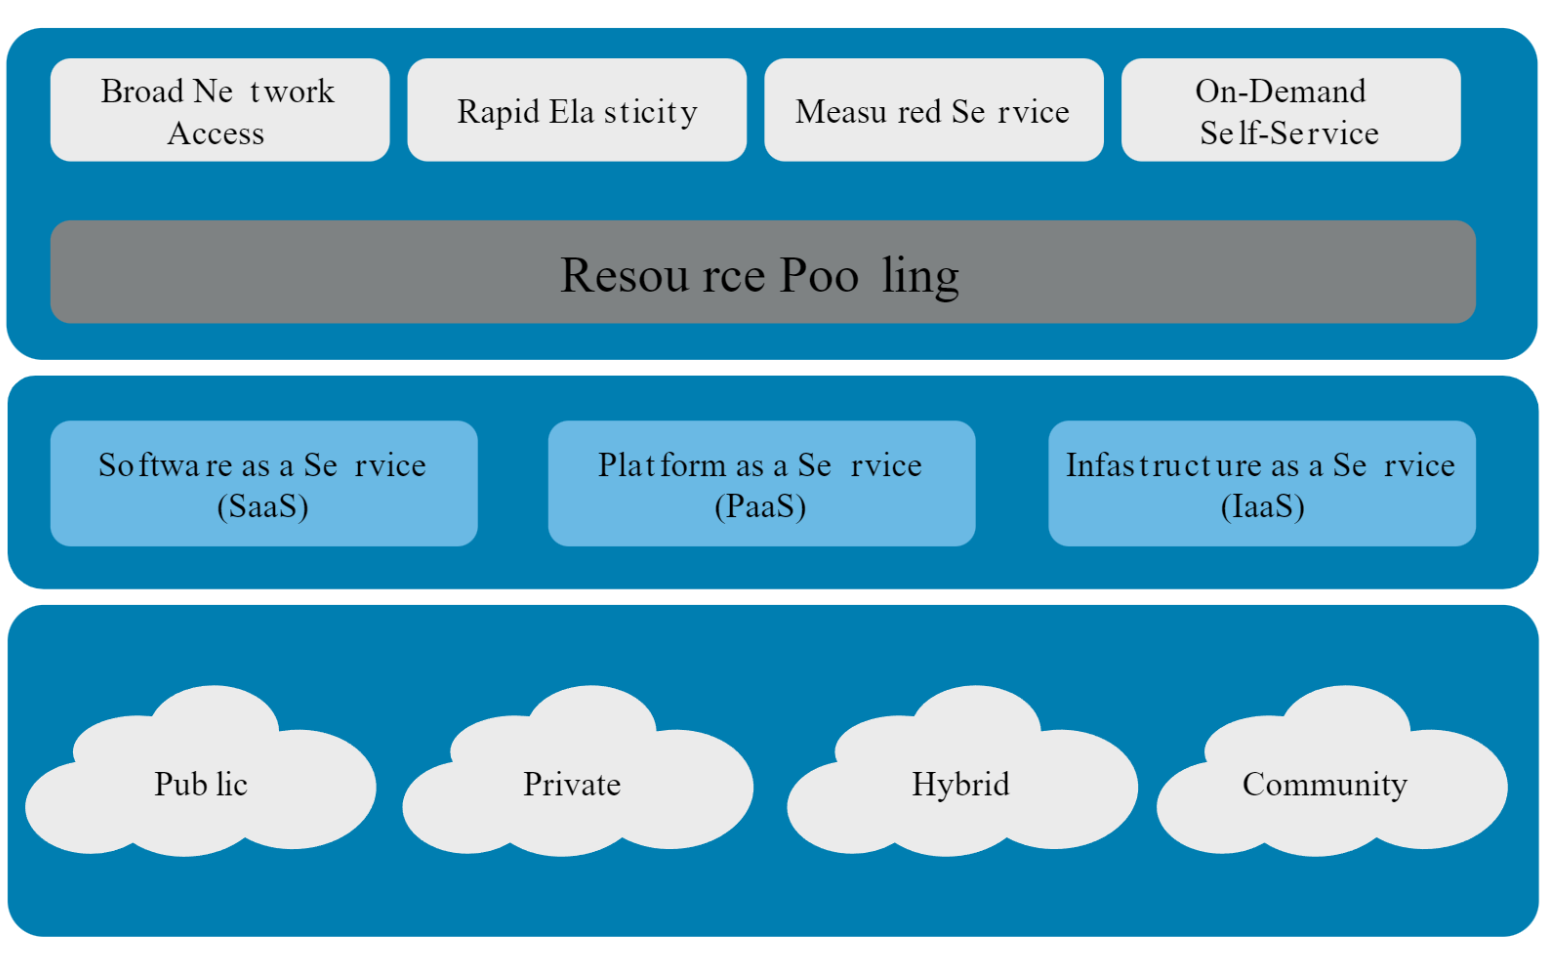 Broad Network
Access
Rapid Elasticity
Measured Service
On-Demand
Self-Service
Resource Pooling
Software as a Service
(SaaS)
Platform as a Service
(PaaS)
Infastructure as a Service
(IaaS)
Public
Private
Hybrid
Community